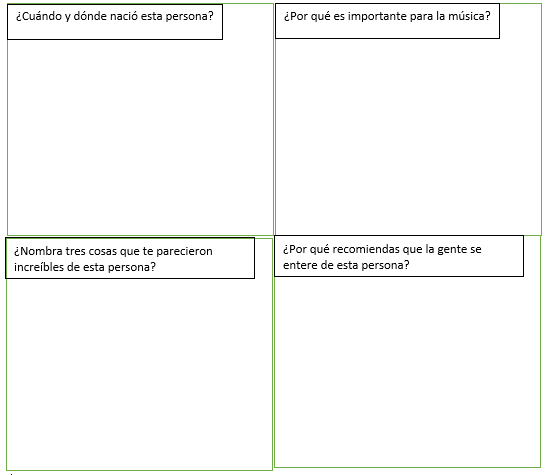 ¿Cuándo y dónde nació esta persona?
¿Por qué es importante para la música?
¿Nombra tres cosas que te parecieron
increíbles de esta persona?
¿Por qué recomiendas que la gente se
entere de esta persona?